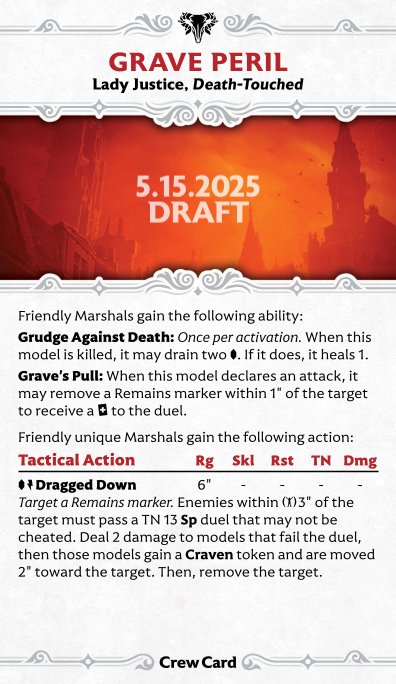 GRAVE PERIL
Lady Justice, Death-Touched
5.15.2025
DRAFT
Friendly Marshals gain the following ability:
Grudge Against Death: Once per activation. When this
model is killed, it may drain two . If it does, it heals 1.
Grave's Pull: When this model declares an attack, it
may remove a Remains marker within 1" of the target
to receive a to the duel.
Friendly unique Marshals gain the following action:
Tactical Action Rg Skl Rst TN Dmg
Dragged Down 6" - - - -
Target a Remains marker. Enemies within 3" of the
target must pass a TN 13 Sp duel that may not be
cheated. Deal 2 damage to models that fail the duel,
then those models gain a Craven token and are moved
2" toward the target. Then, remove the target.
Crew Card